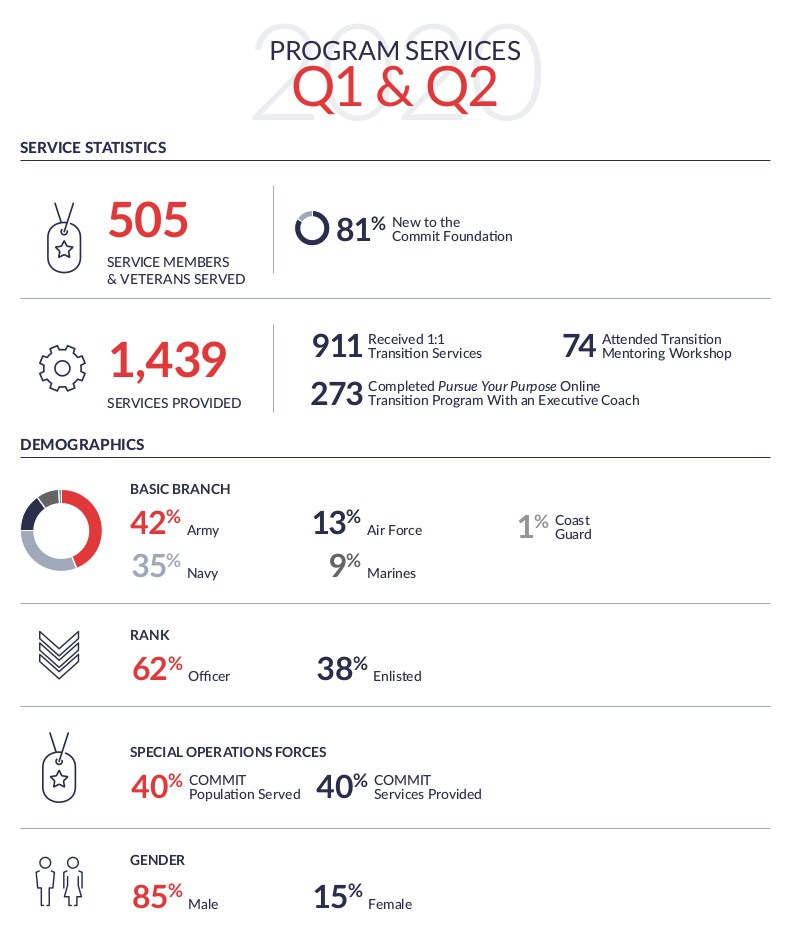 2020
PROGRAM SERVICES
Q1 & Q2
SERVICE STATISTICS
505
SERVICE MEMBERS
& VETERANS SERVED
81% New to the
Commit Foundation
1,439
SERVICES PROVIDED
911 Received 1:1
Transition Services
74 Attended Transition
Mentoring Workshop
273 Completed Pursue Your Purpose Online
Transition Program With an Executive Coach
DEMOGRAPHICS
BASIC BRANCH
42% Army
13% Air Force
1% Coast
Guard
35% Navy
9% Marines
RANK
62% Officer
38% Enlisted
SPECIAL OPERATIONS FORCES
40% COMMIT
Population Served
40% COMMIT
Services Provided
GENDER
85% Male
15% Female